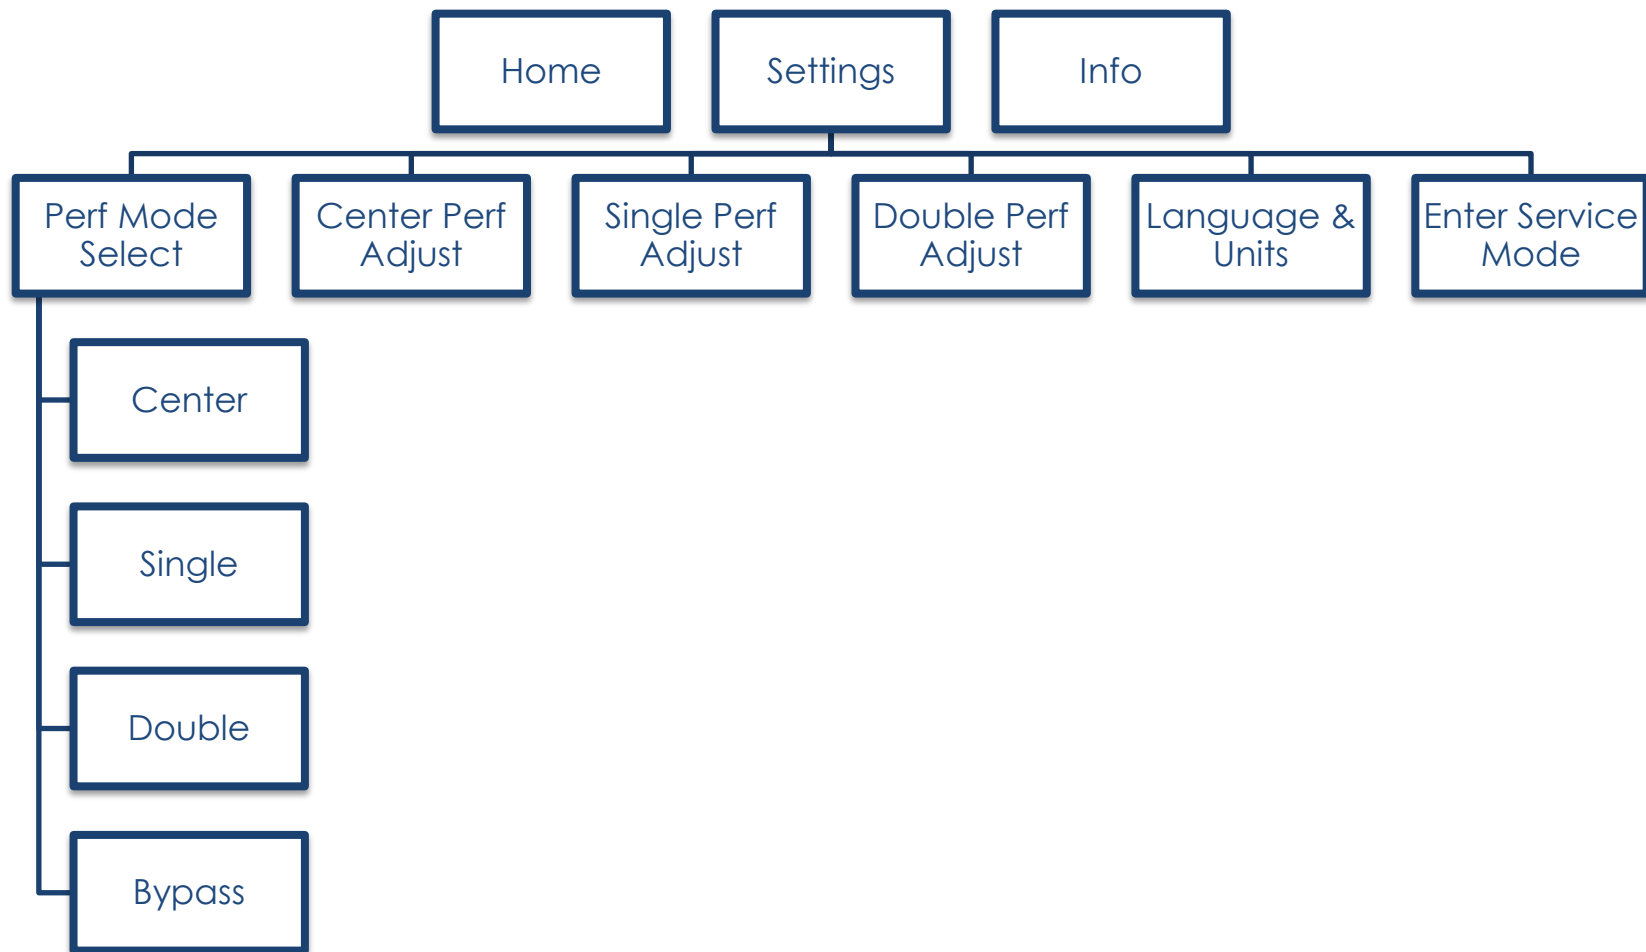 Home
Settings
Info
Perf Mode
Select
Center Perf
Adjust
Single Perf
Adjust
Double Perf
Adjust
Language &
Units
Enter Service
Mode
Center
Single
Double
Bypass